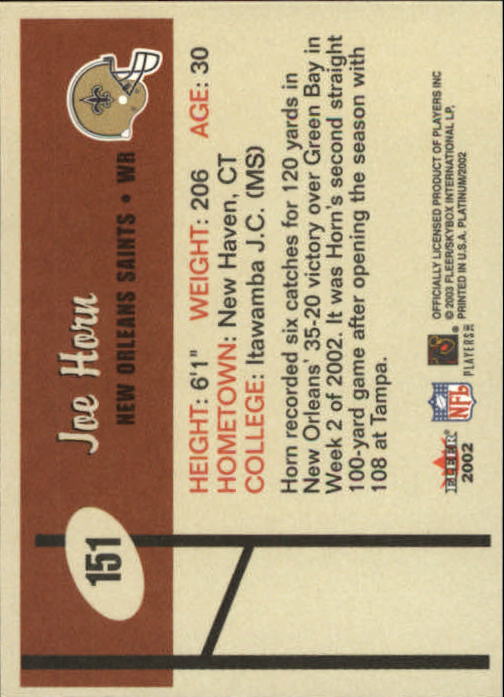 151
Joe Horn
NEW ORLEANS SAINTS • WR
HEIGHT: 6'1" WEIGHT: 206 AGE: 30
HOMETOWN: New Haven, CT
COLLEGE: Itawamba J.C. (MS)
Horn recorded six catches for 120 yards in
New Orleans' 35-20 victory over Green Bay in
Week 2 of 2002. It was Horn's second straight
100-yard game after opening the season with
108 at Tampa.
FLEER
2002
NFL
PLAYERS INC
OFFICIALLY LICENSED PRODUCT OF PLAYERS INC
© 2003 FLEER/SKYBOX INTERNATIONAL LP.
PRINTED IN U.S.A. PLATINUM/2002